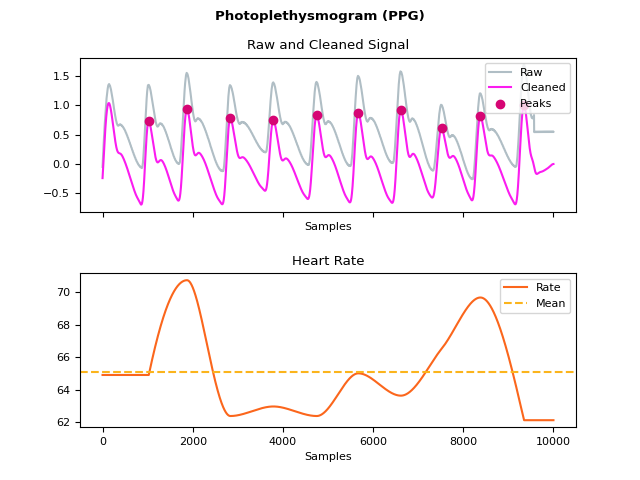 Photoplethysmogram (PPG)
Raw and Cleaned Signal
1.5
1.0
0.5
0.0
−0.5
Raw
Cleaned
Peaks
Samples
Heart Rate
70
68
66
64
62
Rate
Mean
0 2000 4000 6000 8000 10000
Samples